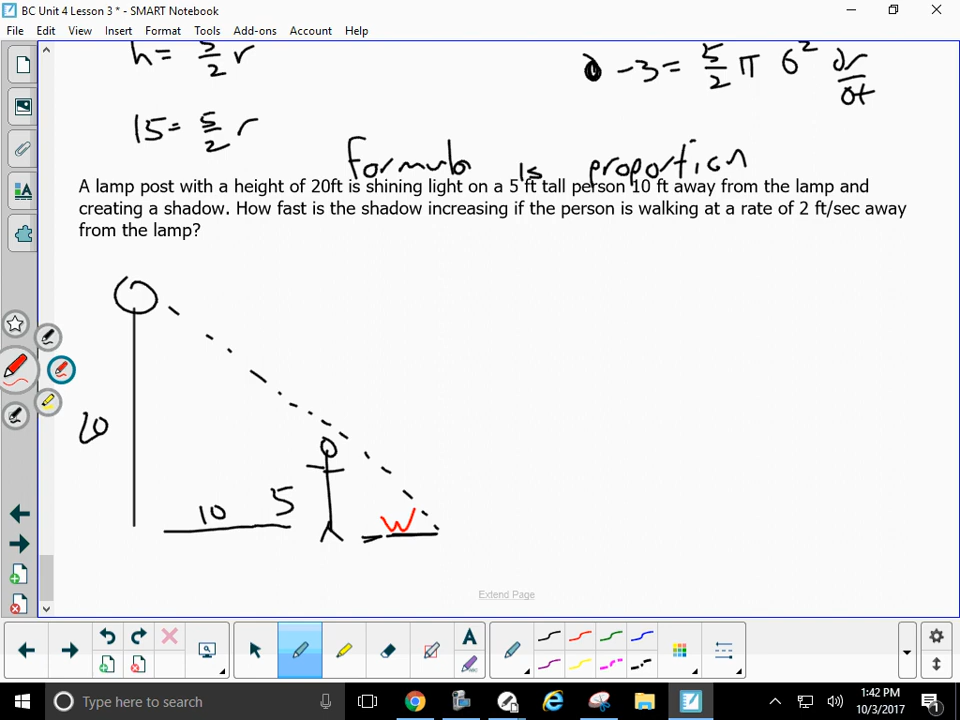 BC Unit 4 Lesson 3 * - SMART Notebook
File Edit View Insert Format Tools Add-ons Account Help
h = 5/2 r
-3 = 5/2 π 6² dr/dt
15 = 5/2 r
formula is proportion
A lamp post with a height of 20ft is shining light on a 5 ft tall person 10 ft away from the lamp and
creating a shadow. How fast is the shadow increasing if the person is walking at a rate of 2 ft/sec away
from the lamp?
20
10
5
W
Extend Page
Type here to search
1:42 PM
10/3/2017